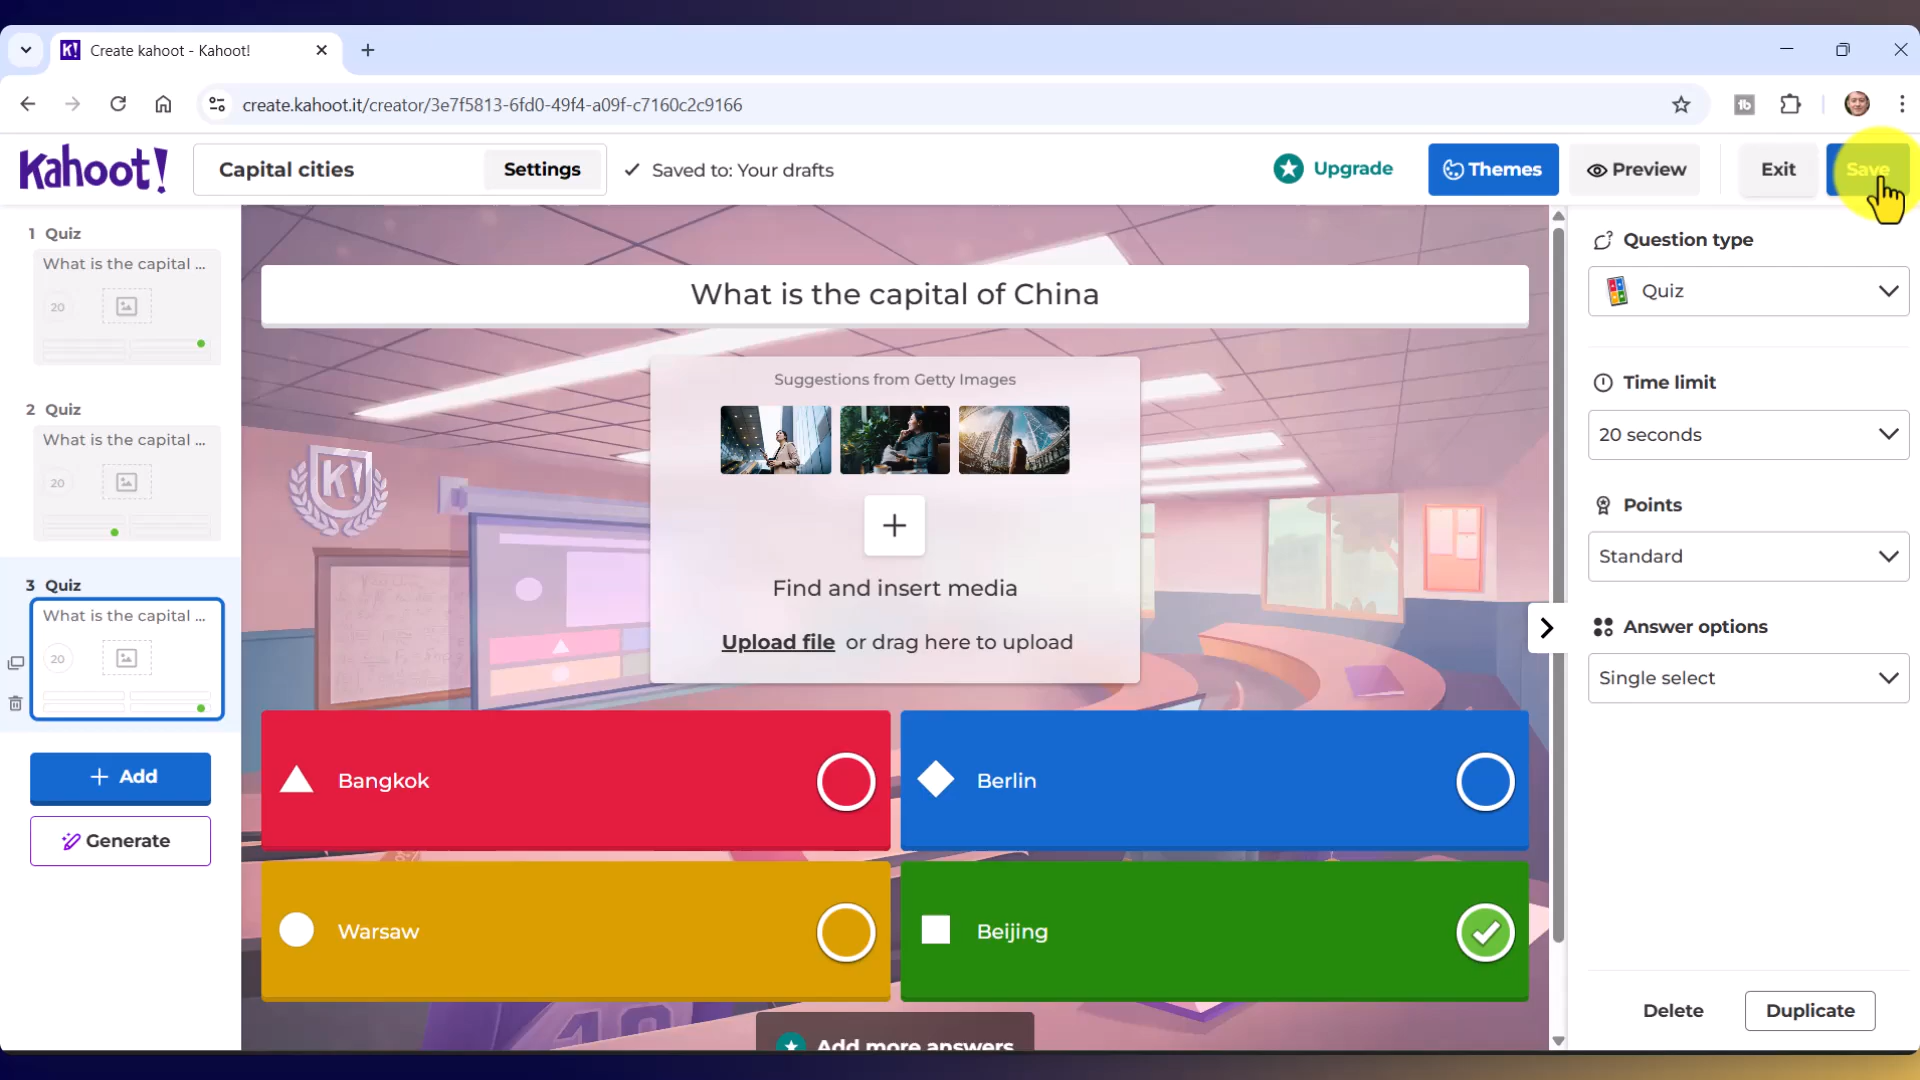 Create kahoot - Kahoot!
create.kahoot.it/creator/3e7f5813-6fd0-49f4-a09f-c7160c2c9166
Kahoot!
Capital cities
Settings
Saved to: Your drafts
Upgrade
Themes
Preview
Exit
Save
1 Quiz
What is the capital ...
20
2 Quiz
What is the capital ...
20
3 Quiz
What is the capital ...
20
Add
Generate
What is the capital of China
Suggestions from Getty Images
Find and insert media
Upload file or drag here to upload
K!
Bangkok
Berlin
Warsaw
Beijing
Add more answers
Question type
Quiz
Time limit
20 seconds
Points
Standard
Answer options
Single select
Delete
Duplicate